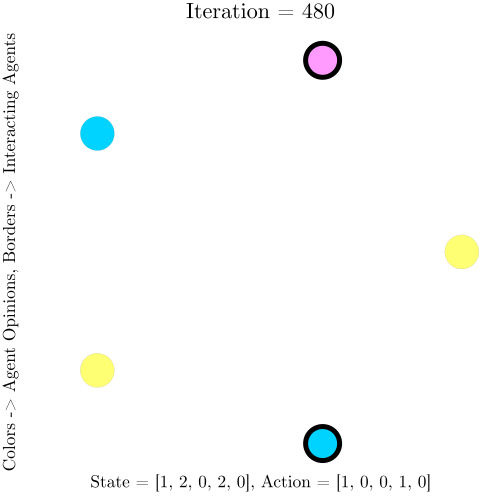 Iteration = 480
Colors -> Agent Opinions, Borders -> Interacting Agents
State = [1, 2, 0, 2, 0], Action = [1, 0, 0, 1, 0]